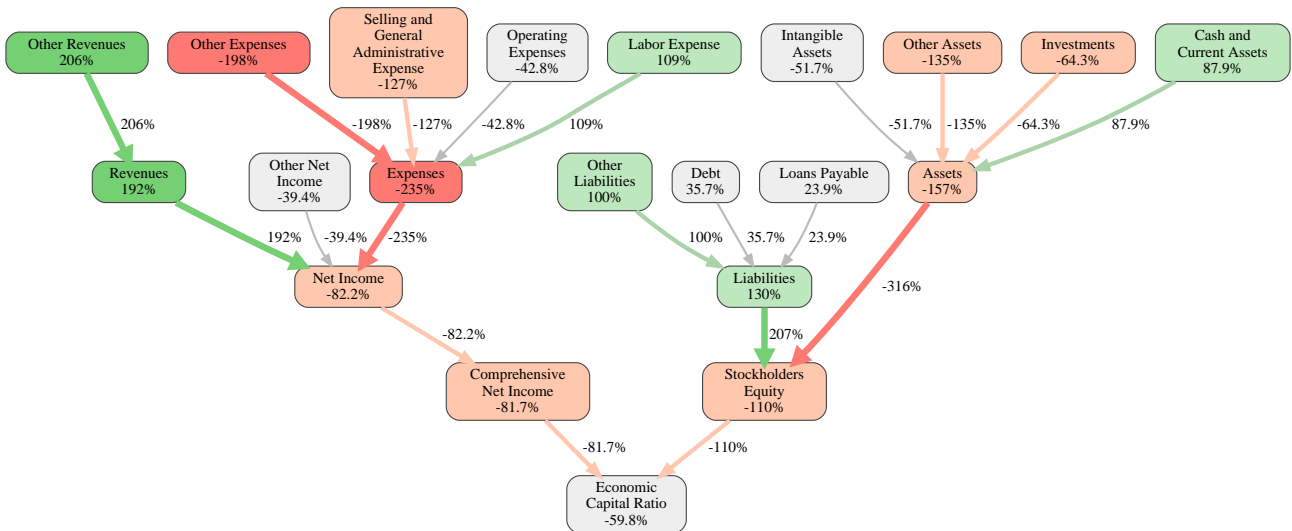 Other Revenues
206%
Other Expenses
-198%
Selling and
General
Administrative
Expense
-127%
Operating
Expenses
-42.8%
Labor Expense
109%
Intangible
Assets
-51.7%
Other Assets
-135%
Investments
-64.3%
Cash and
Current Assets
87.9%
206%
-198%
-127%
-42.8%
109%
-51.7%
-135%
-64.3%
87.9%
Revenues
192%
Other Net
Income
-39.4%
Expenses
-235%
Other
Liabilities
100%
Debt
35.7%
Loans Payable
23.9%
Assets
-157%
192%
-39.4%
-235%
100%
35.7%
23.9%
-316%
Net Income
-82.2%
Liabilities
130%
-82.2%
207%
Comprehensive
Net Income
-81.7%
Stockholders
Equity
-110%
-81.7%
-110%
Economic
Capital Ratio
-59.8%